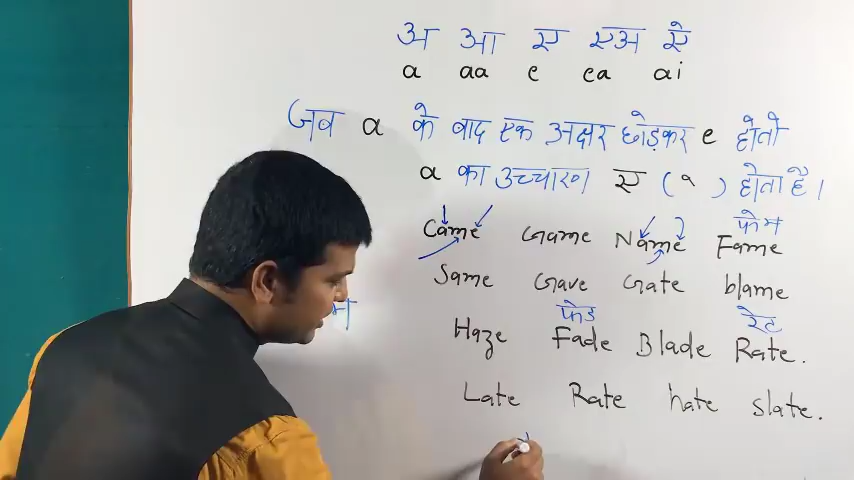 अ आ ए एअ ऐ
a aa e ea ai
जब a के बाद एक अक्षर छोड़कर e होतो
a का उच्चारण ए ( े ) होता है।
फेम
Came Game Name Fame
Same Gave Gate blame
फेड रेट
Haze Fade Blade Rate.
Late Rate hate slate.